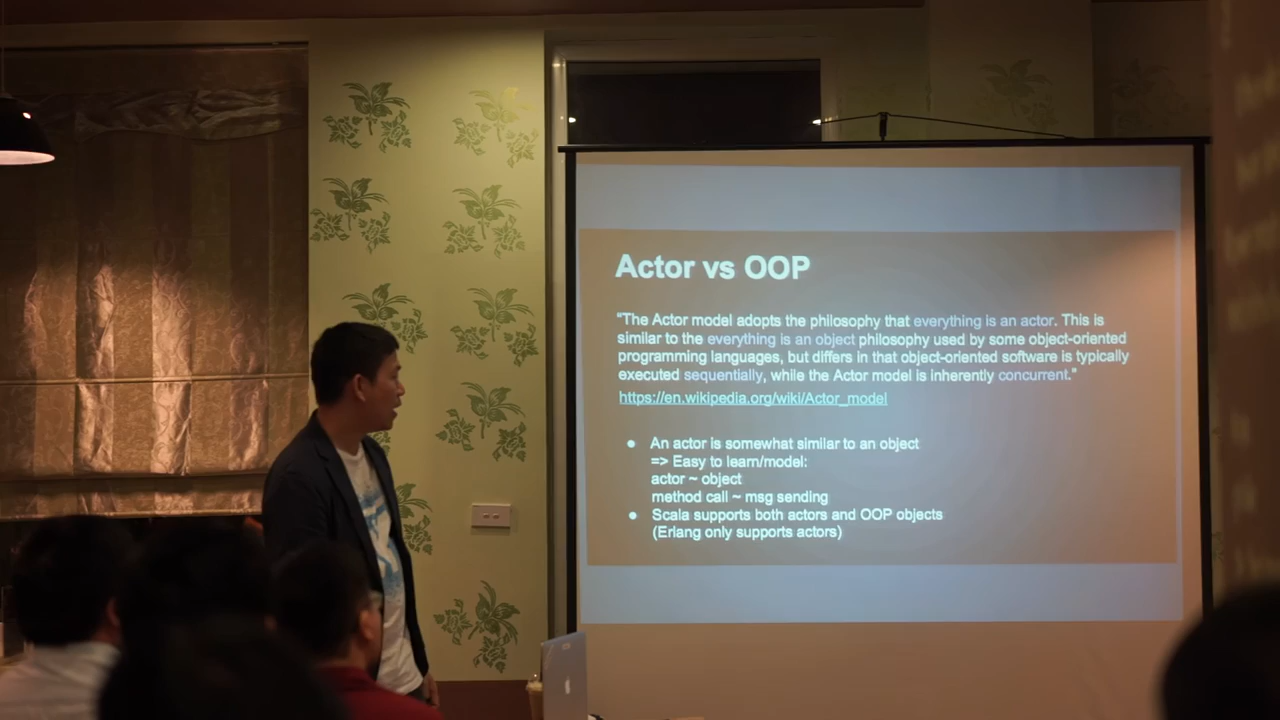 Actor vs OOP
"The Actor model adopts the philosophy that everything is an actor. This is
similar to the everything is an object philosophy used by some object-oriented
programming languages, but differs in that object-oriented software is typically
executed sequentially, while the Actor model is inherently concurrent."
https://en.wikipedia.org/wiki/Actor_model
● An actor is somewhat similar to an object
=> Easy to learn/model:
actor ~ object
method call ~ msg sending
● Scala supports both actors and OOP objects
(Erlang only supports actors)